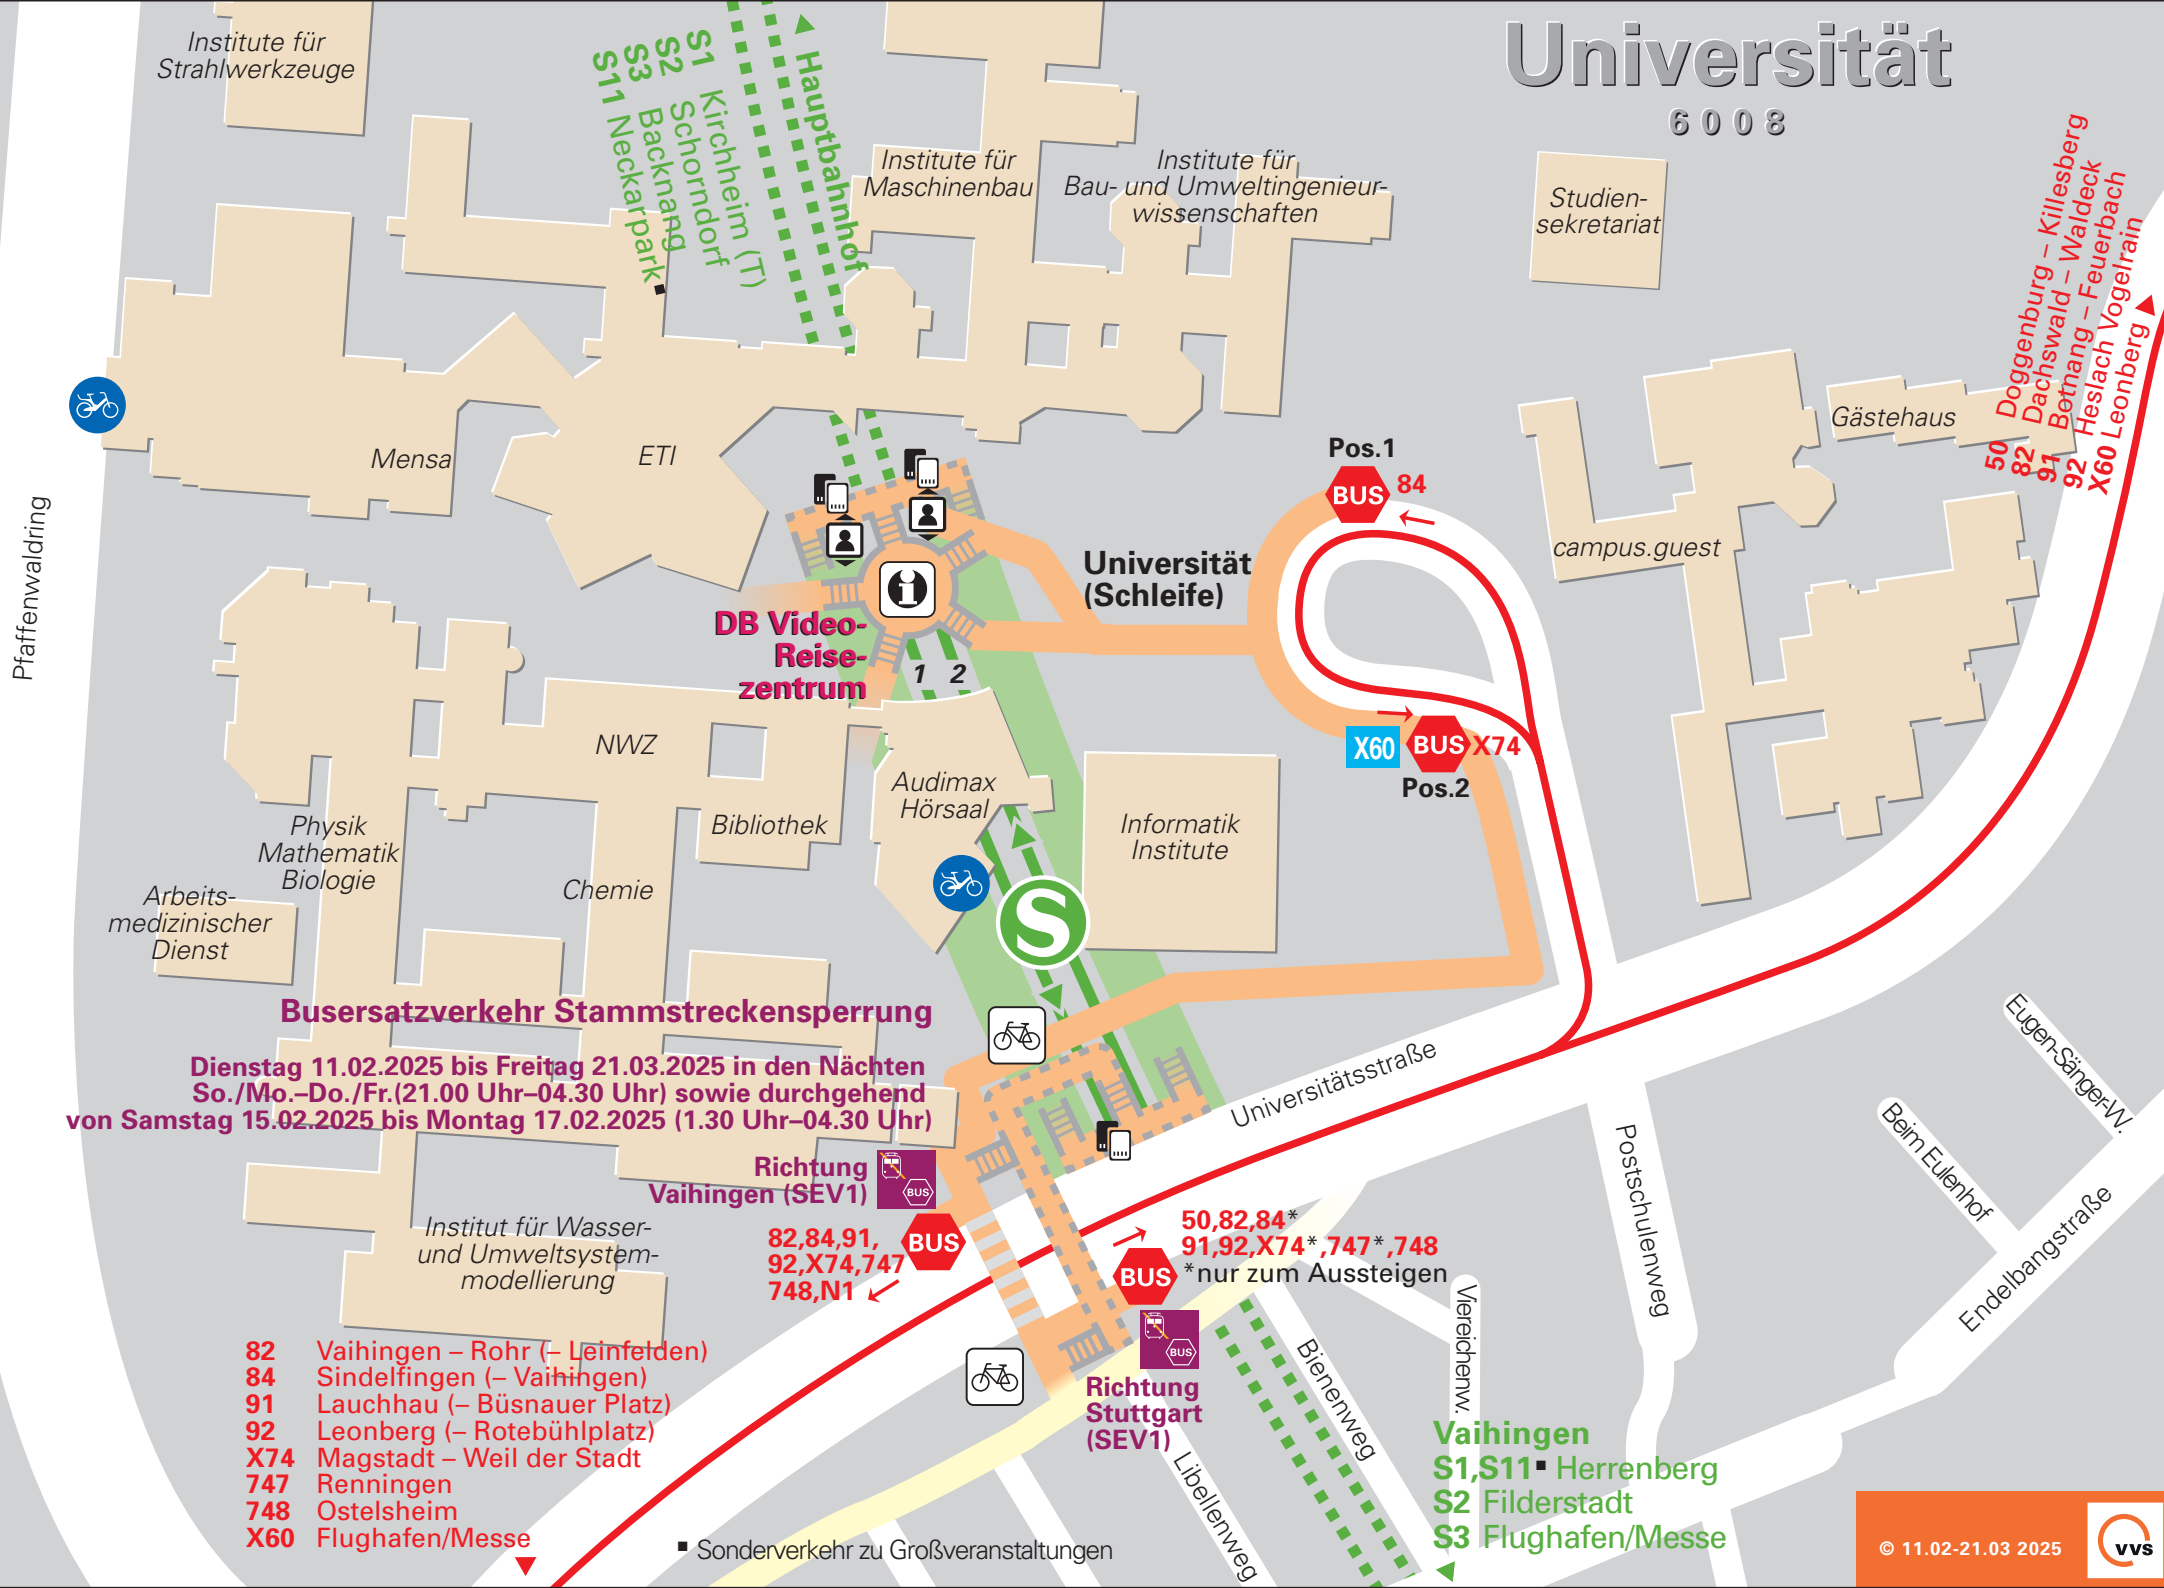 Universität
6008
Institute für
Strahlwerkzeuge
S1 Kirchheim (T)
S2 Schorndorf
S3 Backnang
S11 Neckarpark ▪
Hauptbahnhof
Institute für
Maschinenbau
Institute für
Bau- und Umweltingenieur-
wissenschaften
Studien-
sekretariat
50 Doggenburg – Killesberg
82 Dachswald – Waldeck
91 Botnang – Feuerbach
92 Heslach Vogelrain
X60 Leonberg
Gästehaus
campus.guest
Mensa
ETI
Pfaffenwaldring
Pos.1
BUS 84
Universität
(Schleife)
DB Video-
Reise-
zentrum
i
1 2
X60 BUS X74
Pos.2
NWZ
Audimax
Hörsaal
Bibliothek
Informatik
Institute
Physik
Mathematik
Biologie
Chemie
Arbeits-
medizinischer
Dienst
S
Busersatzverkehr Stammstreckensperrung
Dienstag 11.02.2025 bis Freitag 21.03.2025 in den Nächten
So./Mo.–Do./Fr.(21.00 Uhr–04.30 Uhr) sowie durchgehend
von Samstag 15.02.2025 bis Montag 17.02.2025 (1.30 Uhr–04.30 Uhr)
Richtung
Vaihingen (SEV1)
BUS
82,84,91,
92,X74,747
748,N1
BUS
Universitätsstraße
50,82,84*
91,92,X74*,747*,748
*nur zum Aussteigen
BUS
BUS
Richtung
Stuttgart
(SEV1)
Institut für Wasser-
und Umweltsystem-
modellierung
82 Vaihingen – Rohr (– Leinfelden)
84 Sindelfingen (– Vaihingen)
91 Lauchhau (– Büsnauer Platz)
92 Leonberg (– Rotebühlplatz)
X74 Magstadt – Weil der Stadt
747 Renningen
748 Ostelsheim
X60 Flughafen/Messe
▪ Sonderverkehr zu Großveranstaltungen
Libellenweg
Bienenweg
Viereichenw.
Postschulenweg
Eugen-Sänger-W.
Beim Eulenhof
Endelbangstraße
Vaihingen
S1,S11▪ Herrenberg
S2 Filderstadt
S3 Flughafen/Messe
© 11.02-21.03 2025
vvs